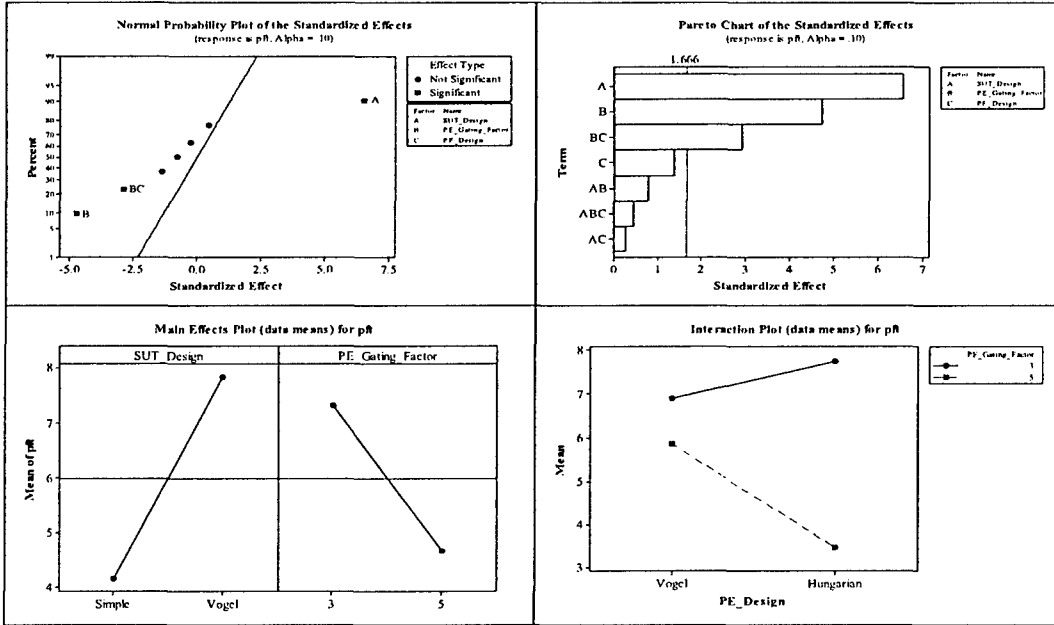 Normal Probability Plot of the Standardized Effects
(response is pft, Alpha = .10)
99
95
90
80
70
60
50
40
30
20
10
5
1
Percent
-5.0 -2.5 0.0 2.5 5.0 7.5
Standardized Effect
A
BC
B
Effect Type
Not Significant
Significant
Factor Name
A SUT_Design
B PE_Gating_Factor
C PE_Design
Pareto Chart of the Standardized Effects
(response is pft, Alpha = .10)
1.666
Term
A
B
BC
C
AB
ABC
AC
0 1 2 3 4 5 6 7
Standardized Effect
Factor Name
A SUT_Design
B PE_Gating_Factor
C PE_Design
Main Effects Plot (data means) for pft
SUT_Design PE_Gating_Factor
Mean of pft
8
7
6
5
4
Simple Vogel 3 5
Interaction Plot (data means) for pft
Mean
8
7
6
5
4
3
Vogel Hungarian
PE_Design
PE_Gating_Factor
3
5